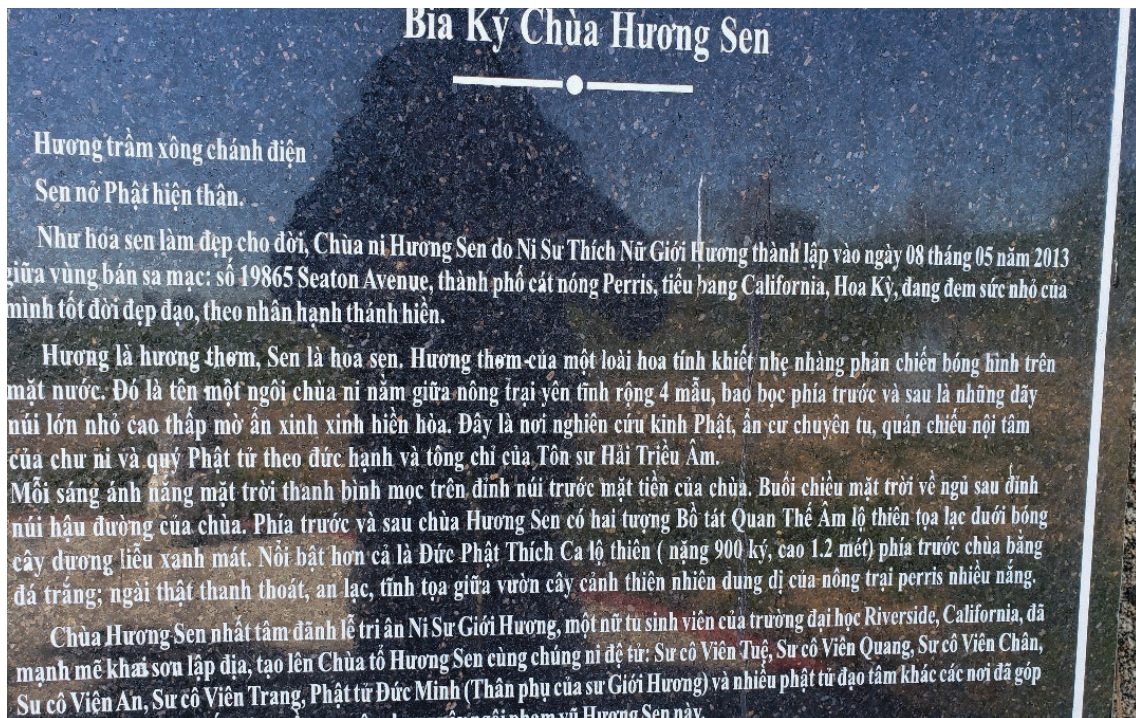 Bia Ký Chùa Hương Sen
Hương trầm xông chánh điện
Sen nở Phật hiện thân.
Như hoa sen làm đẹp cho đời, Chùa ni Hương Sen do Ni Sư Thích Nữ Giới Hương thành lập vào ngày 08 tháng 05 năm 2013
giữa vùng bán sa mạc: số 19865 Seaton Avenue, thành phố cát nóng Perris, tiểu bang California, Hoa Kỳ, đang đem sức nhỏ của
mình tốt đời đẹp đạo, theo nhân hạnh thánh hiền.
Hương là hương thơm, Sen là hoa sen. Hương thơm của một loài hoa tinh khiết nhẹ nhàng phản chiếu bóng hình trên
mặt nước. Đó là tên một ngôi chùa ni nằm giữa nông trại yên tĩnh rộng 4 mẫu, bao bọc phía trước và sau là những dãy
núi lớn nhỏ cao thấp mờ ẩn xinh xinh hiền hòa. Đây là nơi nghiên cứu kinh Phật, ẩn cư chuyên tu, quán chiếu nội tâm
của chư ni và quý Phật tử theo đức hạnh và tông chỉ của Tôn sư Hải Triều Âm.
Mỗi sáng ánh nắng mặt trời thanh bình mọc trên đỉnh núi trước mặt tiền của chùa. Buổi chiều mặt trời về ngủ sau đỉnh
núi hậu đường của chùa. Phía trước và sau chùa Hương Sen có hai tượng Bồ tát Quan Thế Âm lộ thiên tọa lạc dưới bóng
cây dương liễu xanh mát. Nổi bật hơn cả là Đức Phật Thích Ca lộ thiên ( nặng 900 ký, cao 1.2 mét) phía trước chùa bằng
đá trắng; ngài thật thanh thoát, an lạc, tĩnh tọa giữa vườn cây cảnh thiên nhiên dung dị của nông trại perris nhiều nắng.
Chùa Hương Sen nhất tâm đãnh lễ tri ân Ni Sư Giới Hương, một nữ tu sinh viên của trường đại học Riverside, California, đã
mạnh mẽ khai sơn lập địa, tạo lên Chùa tổ Hương Sen cùng chúng ni đệ tử: Sư cô Viên Tuệ, Sư cô Viên Quang, Sư cô Viên Chân,
Sư cô Viên An, Sư cô Viên Trang, Phật tử Đức Minh (Thân phụ của sư Giới Hương) và nhiều phật tử đạo tâm khác các nơi đã góp
ngôi phạm vũ Hương Sen này.